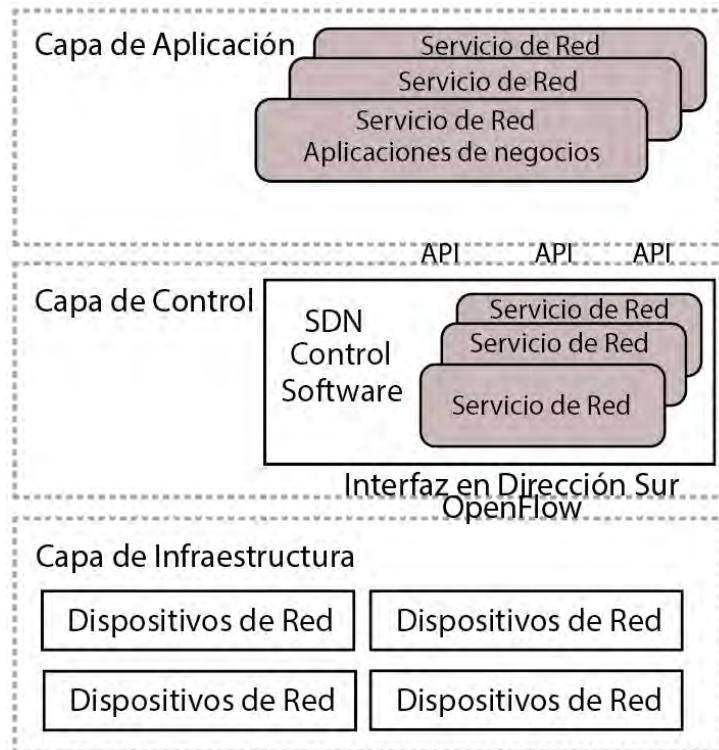 Capa de Aplicación
Servicio de Red
Servicio de Red
Servicio de Red
Aplicaciones de negocios
API API API
Capa de Control
SDN
Control
Software
Servicio de Red
Servicio de Red
Servicio de Red
Interfaz en Dirección Sur
OpenFlow
Capa de Infraestructura
Dispositivos de Red
Dispositivos de Red
Dispositivos de Red
Dispositivos de Red